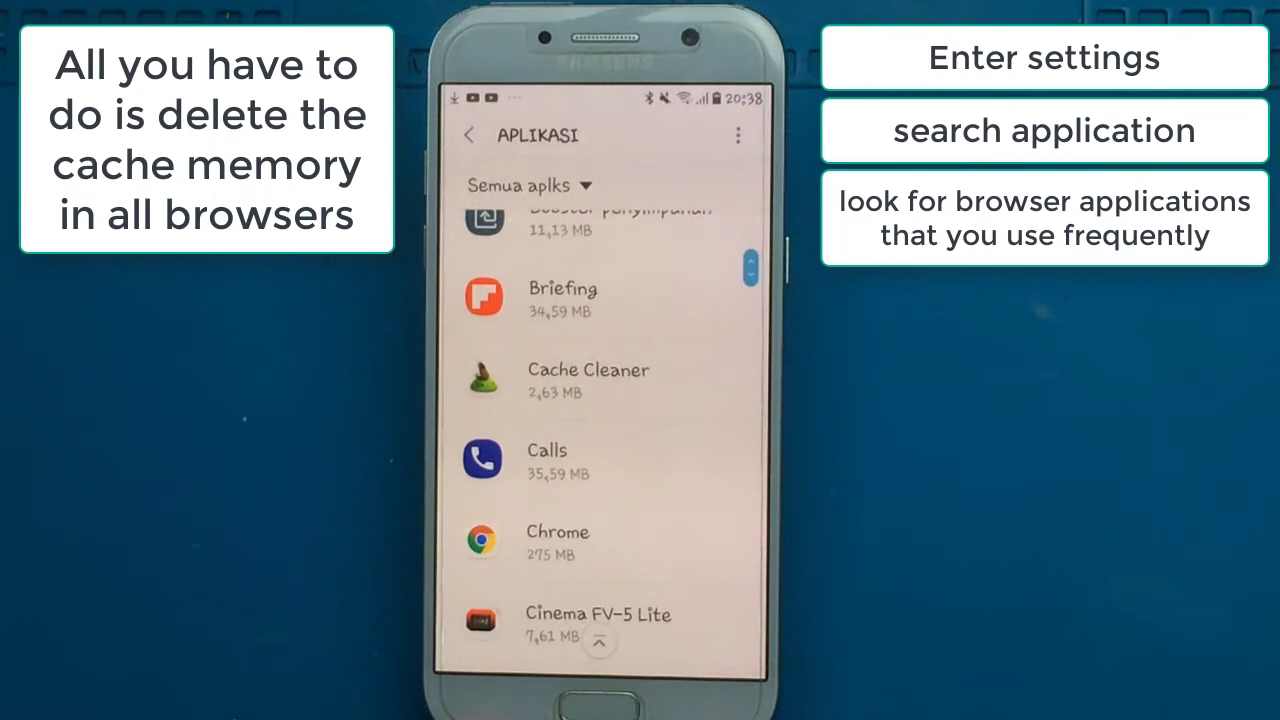 All you have to
do is delete the
cache memory
in all browsers
Enter settings
search application
look for browser applications
that you use frequently
SAMSUNG
20:38
APLIKASI
Semua aplks
Booster penyimpanan
11,13 MB
Briefing
34,59 MB
Cache Cleaner
2,63 MB
Calls
35,59 MB
Chrome
275 MB
Cinema FV-5 Lite
7,61 MB